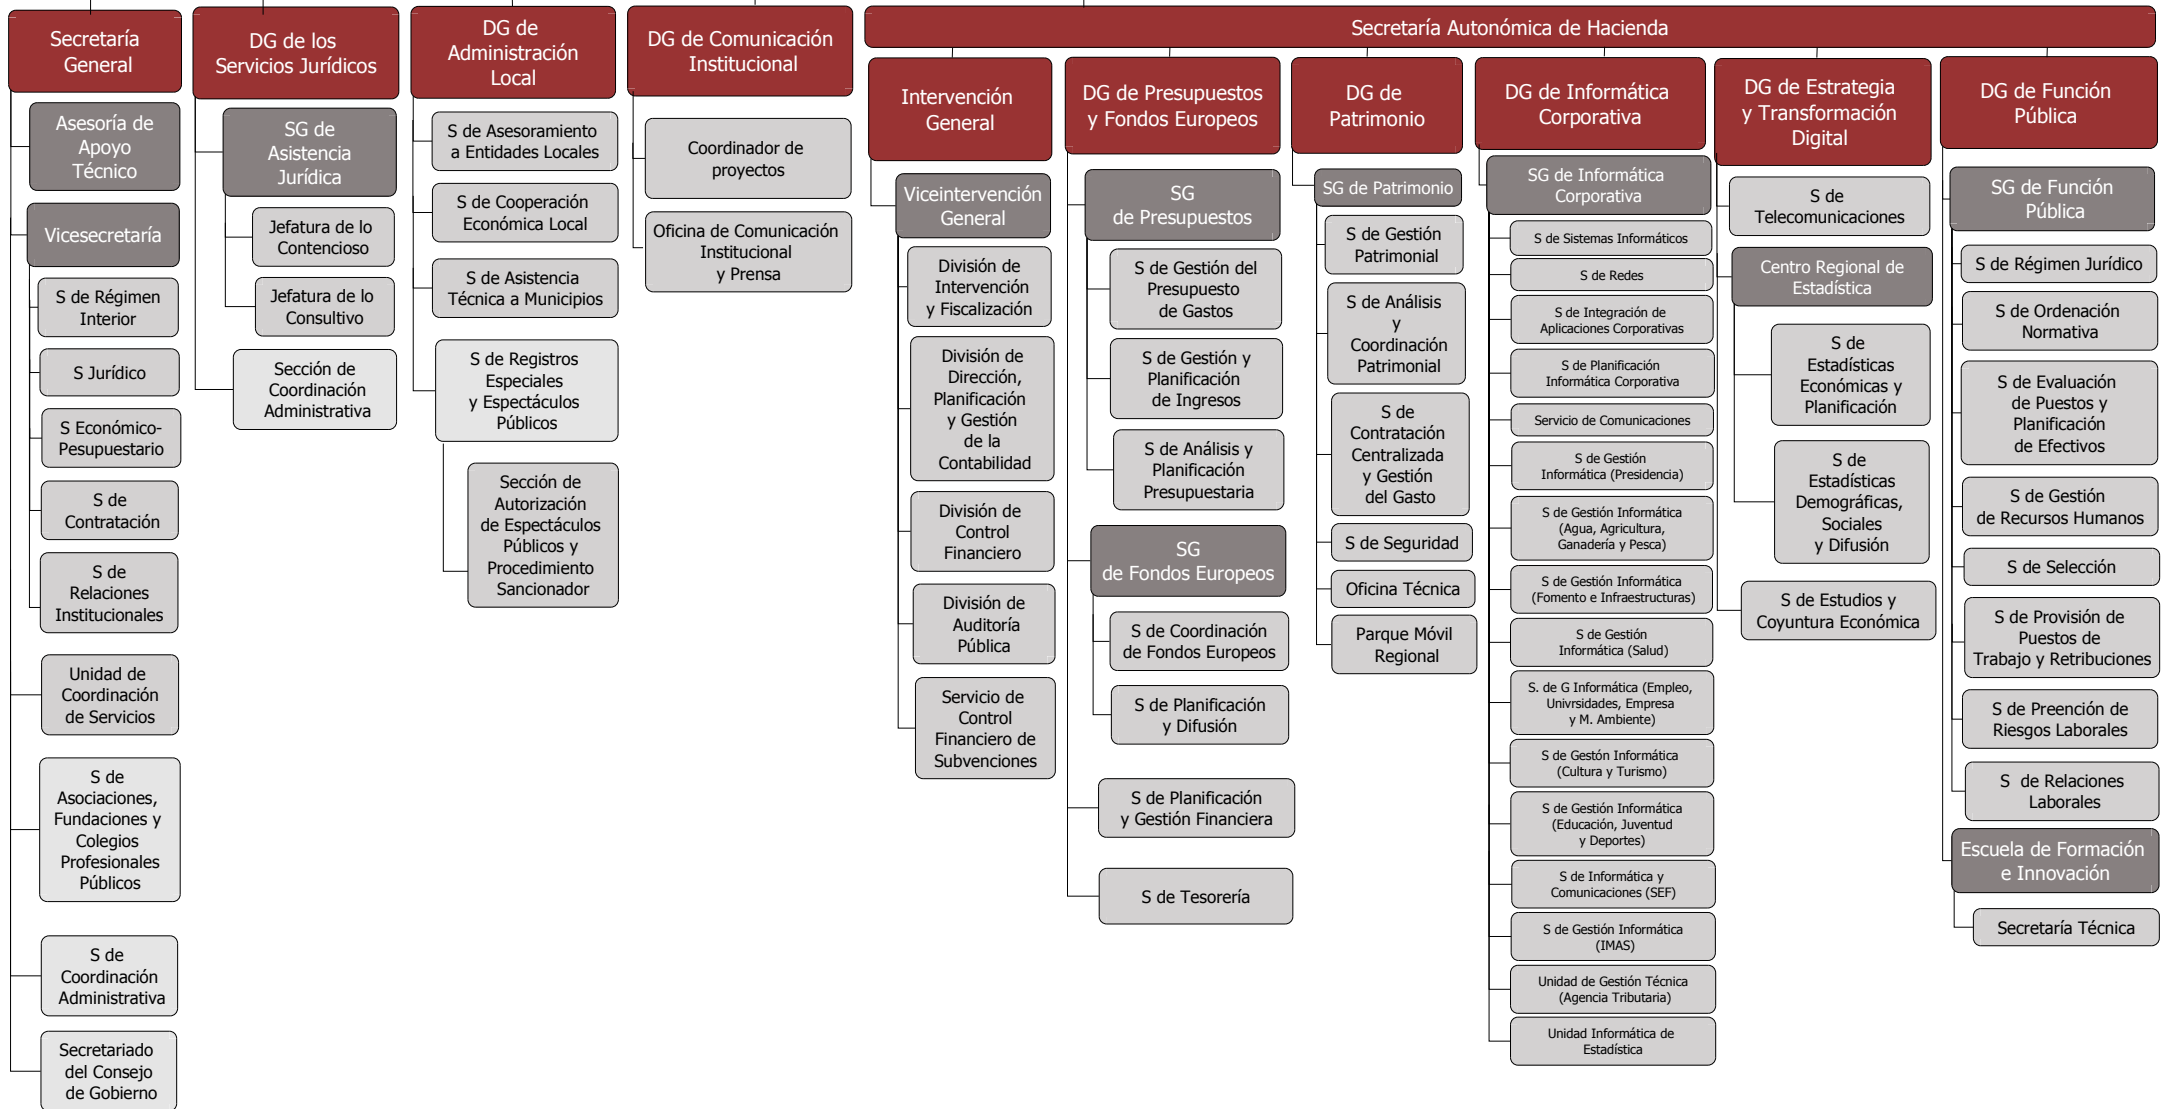 Secretaría
General
Asesoría de
Apoyo
Técnico
Vicesecretaría
S de Régimen
Interior
S Jurídico
S Económico-
Pesupuestario
S de
Contratación
S de
Relaciones
Institucionales
Unidad de
Coordinación
de Servicios
S de
Asociaciones,
Fundaciones y
Colegios
Profesionales
Públicos
S de
Coordinación
Administrativa
Secretariado
del Consejo
de Gobierno
DG de los
Servicios Jurídicos
SG de
Asistencia
Jurídica
Jefatura de lo
Contencioso
Jefatura de lo
Consultivo
Sección de
Coordinación
Administrativa
DG de
Administración
Local
S de Asesoramiento
a Entidades Locales
S de Cooperación
Económica Local
S de Asistencia
Técnica a Municipios
S de Registros
Especiales
y Espectáculos
Públicos
Sección de
Autorización
de Espectáculos
Públicos y
Procedimiento
Sancionador
DG de Comunicación
Institucional
Coordinador de
proyectos
Oficina de Comunicación
Institucional
y Prensa
Secretaría Autonómica de Hacienda
Intervención
General
Viceintervención
General
División de
Intervención
y Fiscalización
División de
Dirección,
Planificación
y Gestión
de la
Contabilidad
División de
Control
Financiero
División de
Auditoría
Pública
Servicio de
Control
Financiero de
Subvenciones
DG de Presupuestos
y Fondos Europeos
SG
de Presupuestos
S de Gestión del
Presupuesto
de Gastos
S de Gestión y
Planificación
de Ingresos
S de Análisis y
Planificación
Presupuestaria
SG
de Fondos Europeos
S de Coordinación
de Fondos Europeos
S de Planificación
y Difusión
S de Planificación
y Gestión Financiera
S de Tesorería
DG de
Patrimonio
SG de Patrimonio
S de Gestión
Patrimonial
S de Análisis
y
Coordinación
Patrimonial
S de
Contratación
Centralizada
y Gestión
del Gasto
S de Seguridad
Oficina Técnica
Parque Móvil
Regional
DG de Informática
Corporativa
SG de Informática
Corporativa
S de Sistemas Informáticos
S de Redes
S de Integración de
Aplicaciones Corporativas
S de Planificación
Informática Corporativa
Servicio de Comunicaciones
S de Gestión
Informática (Presidencia)
S de Gestión Informática
(Agua, Agricultura,
Ganadería y Pesca)
S de Gestión Informática
(Fomento e Infraestructuras)
S de Gestión
Informática (Salud)
S. de G Informática (Empleo,
Univrsidades, Empresa
y M. Ambiente)
S de Gestón Informática
(Cultura y Turismo)
S de Gestión Informática
(Educación, Juventud
y Deportes)
S de Informática y
Comunicaciones (SEF)
S de Gestión Informática
(IMAS)
Unidad de Gestión Técnica
(Agencia Tributaria)
Unidad Informática de
Estadística
DG de Estrategia
y Transformación
Digital
S de
Telecomunicaciones
Centro Regional de
Estadística
S de
Estadísticas
Económicas y
Planificación
S de
Estadísticas
Demográficas,
Sociales
y Difusión
S de Estudios y
Coyuntura Económica
DG de Función
Pública
SG de Función
Pública
S de Régimen Jurídico
S de Ordenación
Normativa
S de Evaluación
de Puestos y
Planificación
de Efectivos
S de Gestión
de Recursos Humanos
S de Selección
S de Provisión de
Puestos de
Trabajo y Retribuciones
S de Preención de
Riesgos Laborales
S de Relaciones
Laborales
Escuela de Formación
e Innovación
Secretaría Técnica